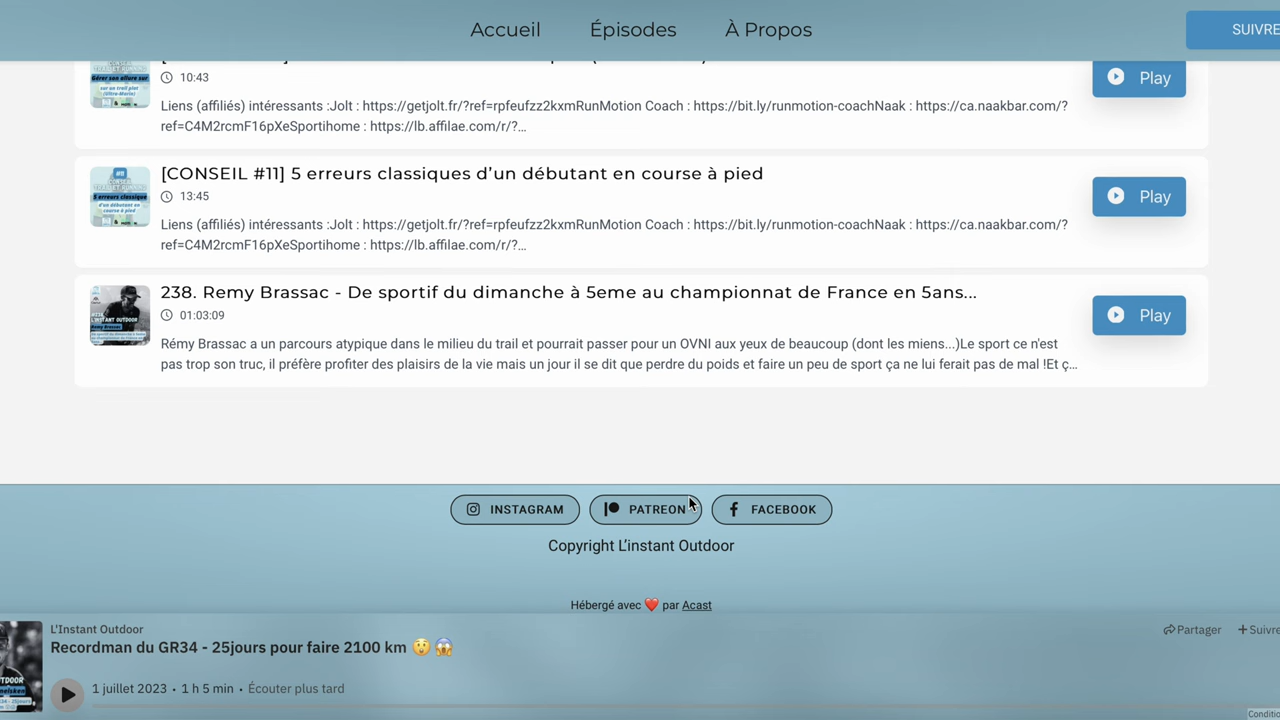 Accueil
Épisodes
À Propos
SUIVRE
10:43
Play
Liens (affiliés) intéressants :Jolt : https://getjolt.fr/?ref=rpfeufzz2kxmRunMotion Coach : https://bit.ly/runmotion-coachNaak : https://ca.naakbar.com/?
ref=C4M2rcmF16pXeSportihome : https://lb.affilae.com/r/?…
[CONSEIL #11] 5 erreurs classiques d’un débutant en course à pied
13:45
Play
Liens (affiliés) intéressants :Jolt : https://getjolt.fr/?ref=rpfeufzz2kxmRunMotion Coach : https://bit.ly/runmotion-coachNaak : https://ca.naakbar.com/?
ref=C4M2rcmF16pXeSportihome : https://lb.affilae.com/r/?…
238. Remy Brassac - De sportif du dimanche à 5eme au championnat de France en 5ans...
01:03:09
Play
Rémy Brassac a un parcours atypique dans le milieu du trail et pourrait passer pour un OVNI aux yeux de beaucoup (dont les miens...)Le sport ce n'est
pas trop son truc, il préfère profiter des plaisirs de la vie mais un jour il se dit que perdre du poids et faire un peu de sport ça ne lui ferait pas de mal !Et ç…
INSTAGRAM
PATREON
FACEBOOK
Copyright L’instant Outdoor
Hébergé avec ❤️ par Acast
L'Instant Outdoor
Partager
+ Suivre
Recordman du GR34 - 25jours pour faire 2100 km 😲 😱
1 juillet 2023 • 1 h 5 min • Écouter plus tard